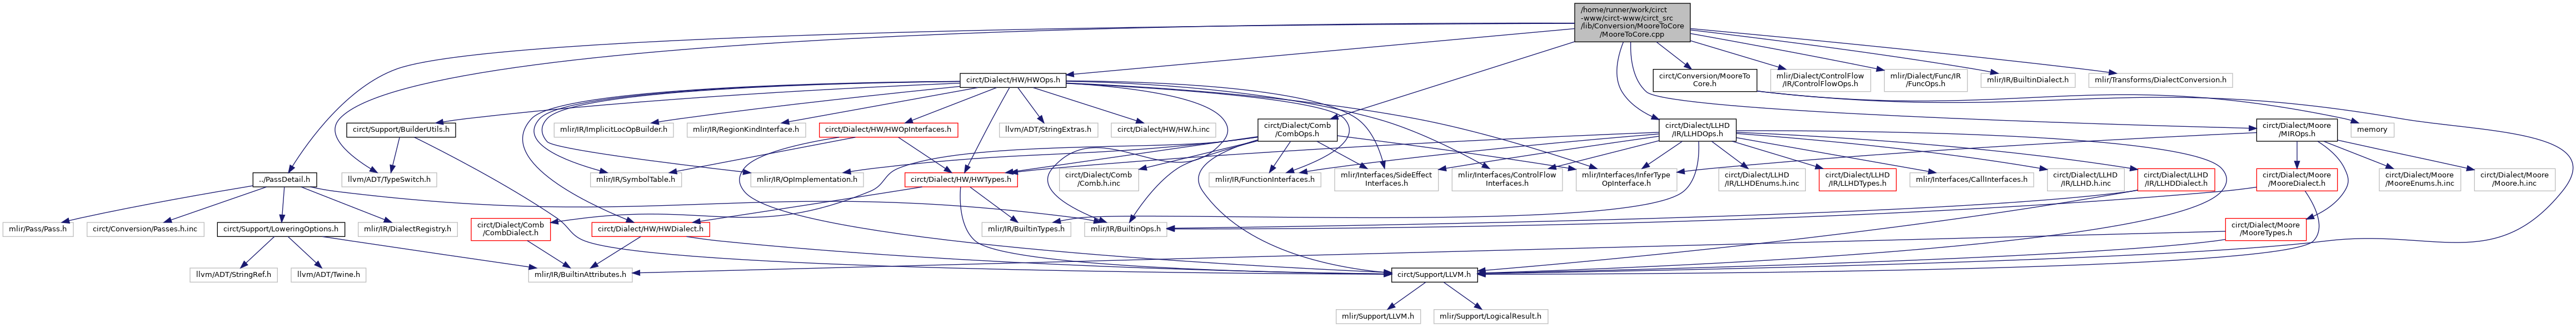 /home/runner/work/circt
-www/circt-www/circt_src
/lib/Conversion/MooreToCore
/MooreToCore.cpp
circt/Dialect/HW/HWOps.h
circt/Conversion/MooreTo
Core.h
mlir/Dialect/ControlFlow
/IR/ControlFlowOps.h
mlir/Dialect/Func/IR
/FuncOps.h
mlir/IR/BuiltinDialect.h
mlir/Transforms/DialectConversion.h
circt/Support/BuilderUtils.h
mlir/IR/ImplicitLocOpBuilder.h
mlir/IR/RegionKindInterface.h
circt/Dialect/HW/HWOpInterfaces.h
llvm/ADT/StringExtras.h
circt/Dialect/HW/HW.h.inc
circt/Dialect/Comb
/CombOps.h
circt/Dialect/LLHD
/IR/LLHDOps.h
circt/Dialect/Moore
/MIROps.h
memory
../PassDetail.h
llvm/ADT/TypeSwitch.h
mlir/IR/SymbolTable.h
mlir/IR/OpImplementation.h
circt/Dialect/HW/HWTypes.h
circt/Dialect/Comb
/Comb.h.inc
mlir/IR/FunctionInterfaces.h
mlir/Interfaces/SideEffect
Interfaces.h
mlir/Interfaces/ControlFlow
Interfaces.h
mlir/Interfaces/InferType
OpInterface.h
circt/Dialect/LLHD
/IR/LLHDEnums.h.inc
circt/Dialect/LLHD
/IR/LLHDTypes.h
mlir/Interfaces/CallInterfaces.h
circt/Dialect/LLHD
/IR/LLHD.h.inc
circt/Dialect/LLHD
/IR/LLHDDialect.h
circt/Dialect/Moore
/MooreDialect.h
circt/Dialect/Moore
/MooreEnums.h.inc
circt/Dialect/Moore
/Moore.h.inc
mlir/Pass/Pass.h
circt/Conversion/Passes.h.inc
circt/Support/LoweringOptions.h
mlir/IR/DialectRegistry.h
circt/Dialect/Comb
/CombDialect.h
circt/Dialect/HW/HWDialect.h
mlir/IR/BuiltinTypes.h
mlir/IR/BuiltinOps.h
circt/Dialect/Moore
/MooreTypes.h
llvm/ADT/StringRef.h
llvm/ADT/Twine.h
mlir/IR/BuiltinAttributes.h
circt/Support/LLVM.h
mlir/Support/LLVM.h
mlir/Support/LogicalResult.h